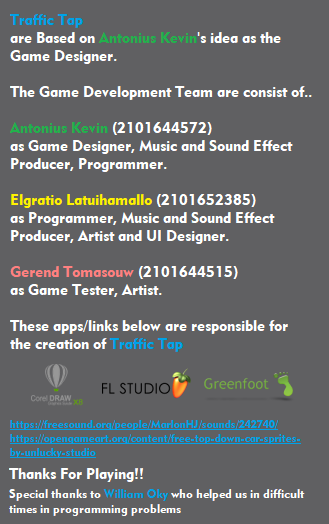 Traffic Tap
are Based on Antonius Kevin's idea as the
Game Designer.
The Game Development Team are consist of..
Antonius Kevin (2101644572)
as Game Designer, Music and Sound Effect
Producer, Programmer.
Elgratio Latuihamallo (2101652385)
as Programmer, Music and Sound Effect
Producer, Artist and UI Designer.
Gerend Tomasouw (2101644515)
as Game Tester, Artist.
These apps/links below are responsible for
the creation of Traffic Tap
Corel DRAW
X8
FL STUDIO
Greenfoot
https://freesound.org/people/MarlonHJ/sounds/242740/
https://opengameart.org/content/free-top-down-car-sprites-
by-unlucky-studio
Thanks For Playing!!
Special thanks to William Oky who helped us in difficult
times in programming problems